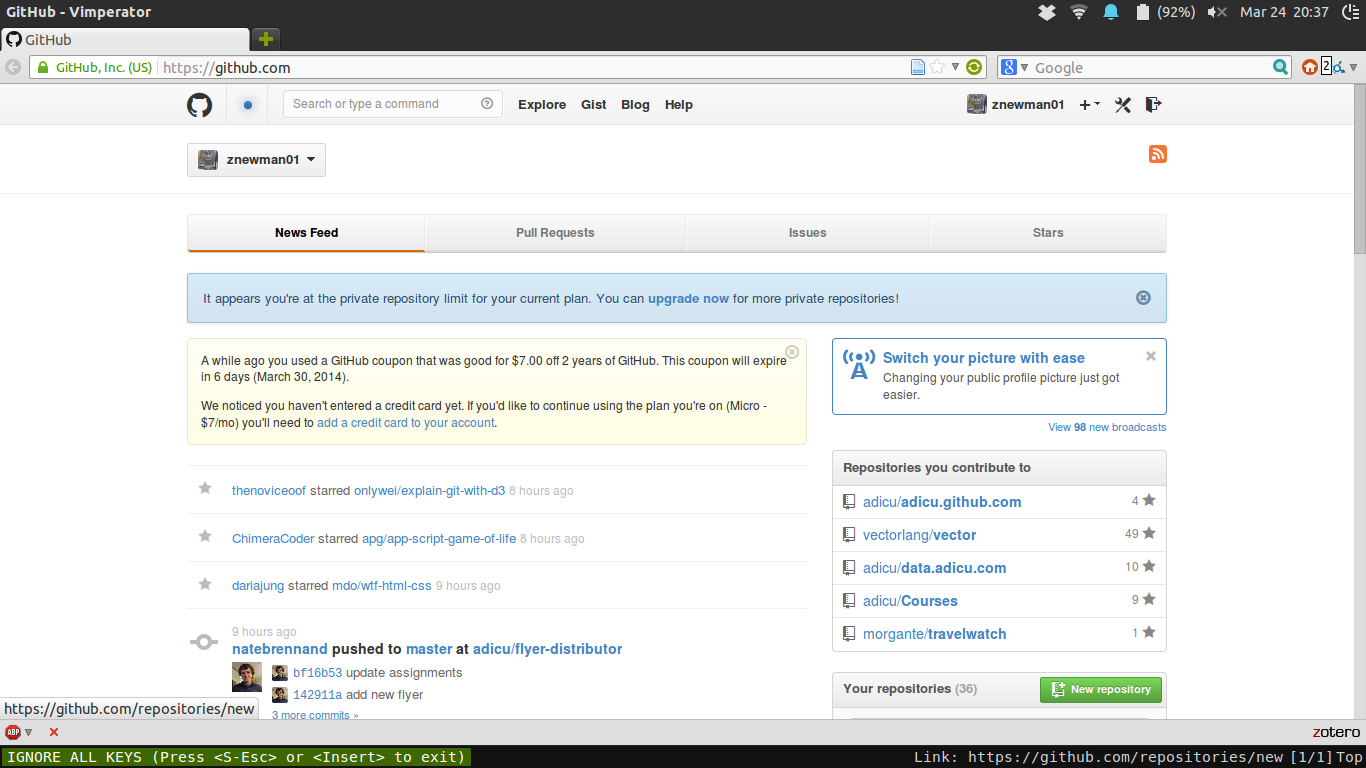 GitHub - Vimperator
(92%)
Mar 24 20:37
GitHub
GitHub, Inc. (US)
https://github.com
Google
2
Search or type a command
Explore
Gist
Blog
Help
znewman01
znewman01
News Feed
Pull Requests
Issues
Stars
It appears you're at the private repository limit for your current plan. You can upgrade now for more private repositories!
A while ago you used a GitHub coupon that was good for $7.00 off 2 years of GitHub. This coupon will expire
in 6 days (March 30, 2014).
We noticed you haven't entered a credit card yet. If you'd like to continue using the plan you're on (Micro -
$7/mo) you'll need to add a credit card to your account.
thenoviceoof starred onlywei/explain-git-with-d3 8 hours ago
ChimeraCoder starred apg/app-script-game-of-life 8 hours ago
dariajung starred mdo/wtf-html-css 9 hours ago
9 hours ago
natebrennand pushed to master at adicu/flyer-distributor
bf16b53 update assignments
142911a add new flyer
3 more commits »
Switch your picture with ease
Changing your public profile picture just got
easier.
View 98 new broadcasts
Repositories you contribute to
adicu/adicu.github.com 4
vectorlang/vector 49
adicu/data.adicu.com 10
adicu/Courses 9
morgante/travelwatch 1
Your repositories (36)
New repository
https://github.com/repositories/new
ABP
zotero
IGNORE ALL KEYS (Press <S-Esc> or <Insert> to exit)
Link: https://github.com/repositories/new [1/1] Top